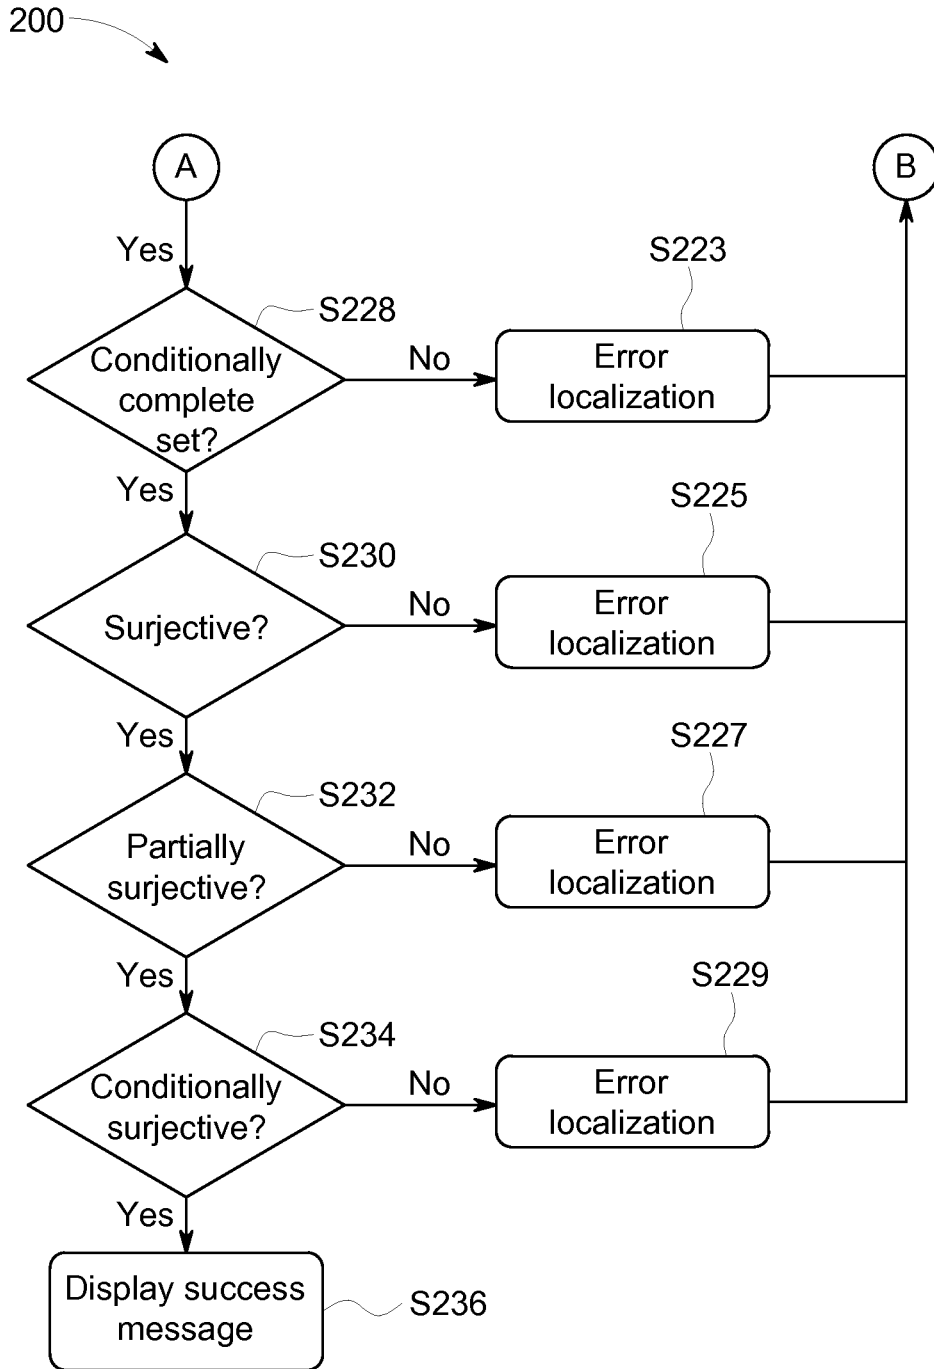 200
A
B
Yes
S223
S228
Conditionally
complete
set?
No
Error
localization
Yes
S225
S230
Surjective?
No
Error
localization
Yes
S227
S232
Partially
surjective?
No
Error
localization
Yes
S229
S234
Conditionally
surjective?
No
Error
localization
Yes
Display success
message
S236